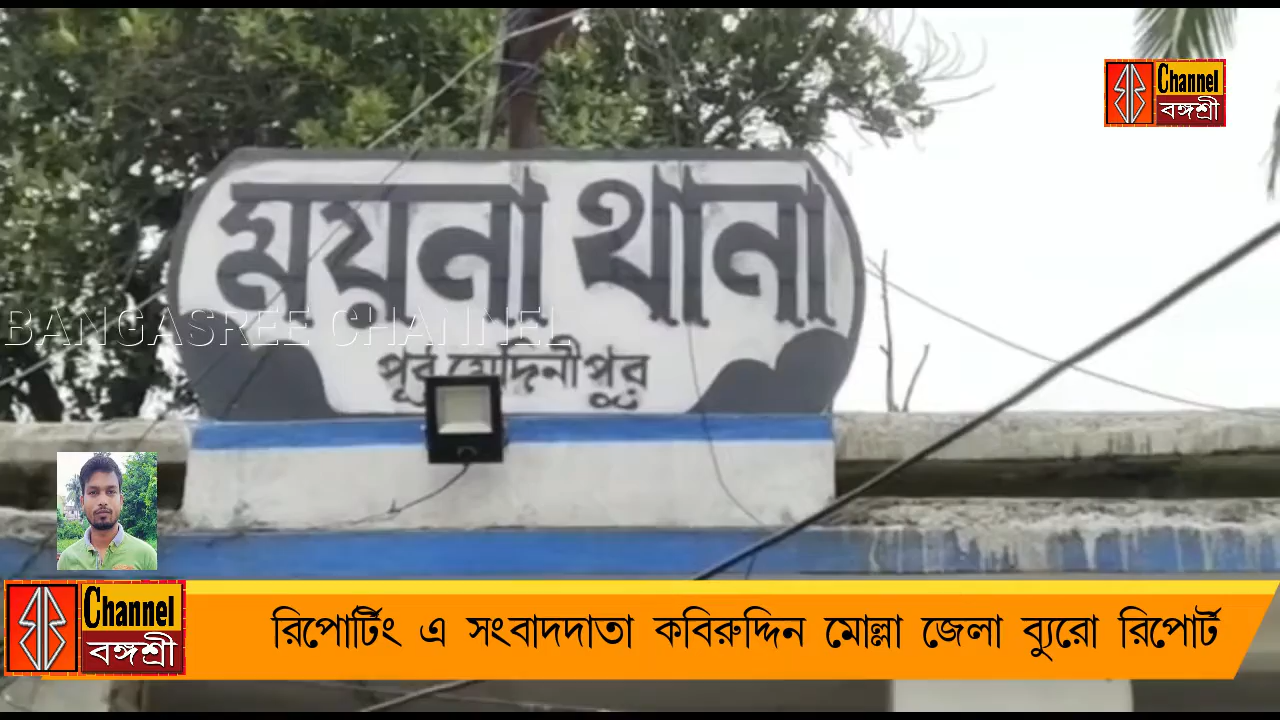 Channel
বঙ্গশ্রী
ময়না থানা
BANGASREE CHANNEL
পূর্ব মেদিনীপুর
Channel
বঙ্গশ্রী
রিপোর্টিং এ সংবাদদাতা কবিরুদ্দিন মোল্লা জেলা ব্যুরো রিপোর্ট